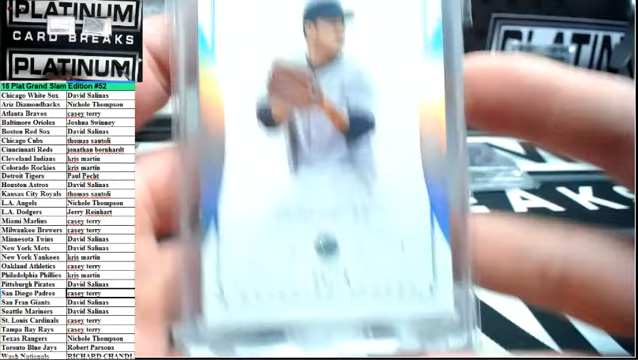 PLATINUM
CARD BREAKS
PLATINUM
PLATIN
BREAKS
16 Plat Grand Slam Edition #52
Chicago White Sox David Salinas
Ariz Diamondbacks Nichole Thompson
Atlanta Braves casey terry
Baltimore Orioles Joshua Swinney
Boston Red Sox David Salinas
Chicago Cubs thomas santoli
Cincinnati Reds jonathan bernhardt
Cleveland Indians kris martin
Colorado Rockies kris martin
Detroit Tigers Paul Pecht
Houston Astros David Salinas
Kansas City Royals thomas santoli
L.A. Angels Nichole Thompson
L.A. Dodgers Jerry Reinhart
Miami Marlins casey terry
Milwaukee Brewers casey terry
Minnesota Twins David Salinas
New York Mets David Salinas
New York Yankees kris martin
Oakland Athletics casey terry
Philadelphia Phillies kris martin
Pittsburgh Pirates David Salinas
San Diego Padres casey terry
San Fran Giants David Salinas
Seattle Mariners David Salinas
St. Louis Cardinals casey terry
Tampa Bay Rays casey terry
Texas Rangers Nichole Thompson
Toronto Blue Jays Robert Parsons
Wash Nationals RICHARD CHANDL